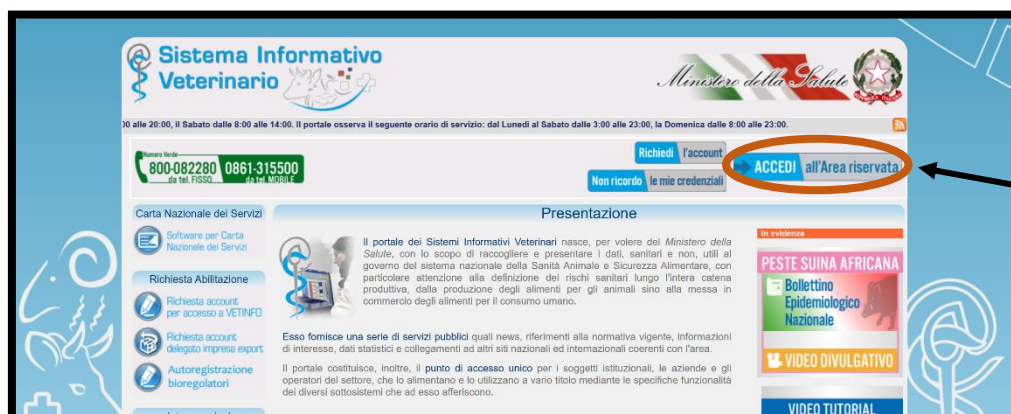 Sistema Informativo
Veterinario
Ministero della Salute
00 alle 20:00, il Sabato dalle 8:00 alle 14:00. Il portale osserva il seguente orario di servizio: dal Lunedì al Sabato dalle 3:00 alle 23:00, la Domenica dalle 8:00 alle 23:00.
Numero Verde
800-082280 0861-315500
da tel. FISSO da tel. MOBILE
Richiedi l'account
Non ricordo le mie credenziali
ACCEDI all'Area riservata
Carta Nazionale dei Servizi
Software per Carta
Nazionale dei Servizi
Richiesta Abilitazione
Richiesta account
per accesso a VETINFO
Richiesta account
delegato impresa export
Autoregistrazione
bioregolatori
Presentazione
Il portale dei Sistemi Informativi Veterinari nasce, per volere del Ministero della
Salute, con lo scopo di raccogliere e presentare i dati, sanitari e non, utili al
governo del sistema nazionale della Sanità Animale e Sicurezza Alimentare, con
particolare attenzione alla definizione dei rischi sanitari lungo l'intera catena
produttiva, dalla produzione degli alimenti per gli animali sino alla messa in
commercio degli alimenti per il consumo umano.
Esso fornisce una serie di servizi pubblici quali news, riferimenti alla normativa vigente, informazioni
di interesse, dati statistici e collegamenti ad altri siti nazionali ed internazionali coerenti con l'area.
Il portale costituisce, inoltre, il punto di accesso unico per i soggetti istituzionali, le aziende e gli
operatori del settore, che lo alimentano e lo utilizzano a vario titolo mediante le specifiche funzionalità
dei diversi sottosistemi che ad esso afferiscono.
In evidenza
PESTE SUINA AFRICANA
Bollettino
Epidemiologico
Nazionale
VIDEO DIVULGATIVO
VIDEO TUTORIAL